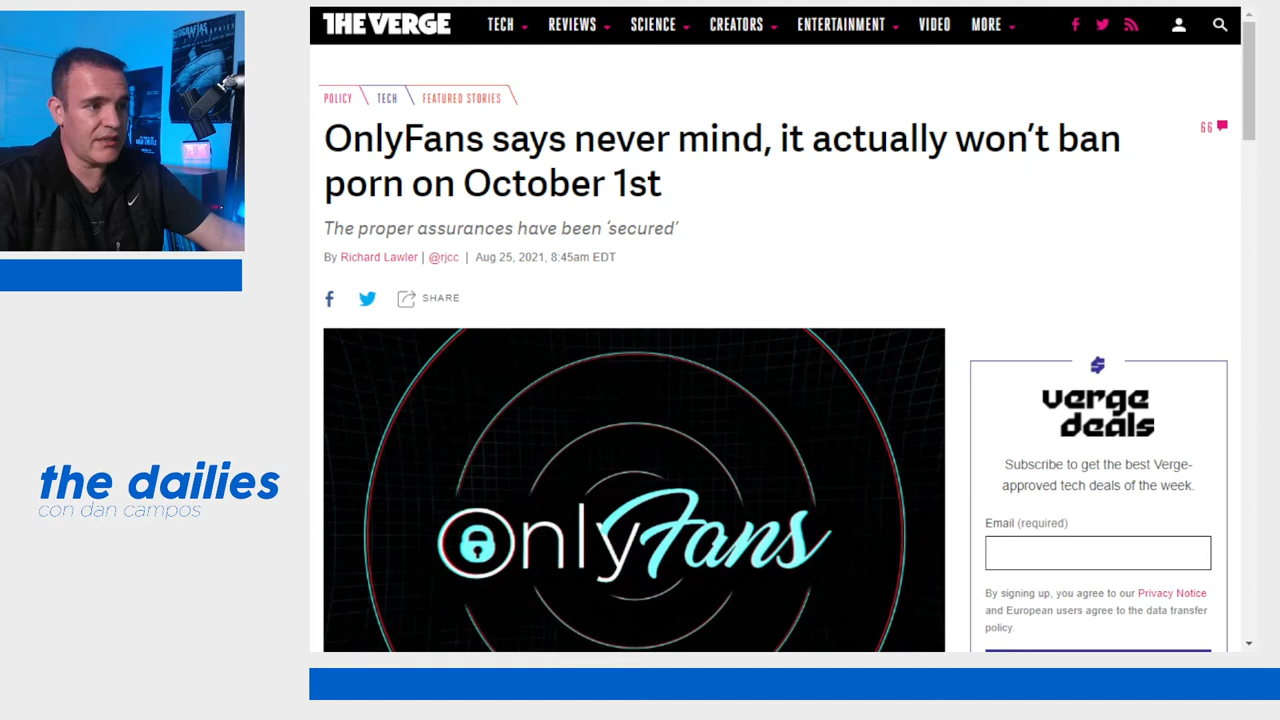 THE VERGE
TECH REVIEWS SCIENCE CREATORS ENTERTAINMENT VIDEO MORE
POLICY TECH FEATURED STORIES
OnlyFans says never mind, it actually won’t ban
porn on October 1st
66
The proper assurances have been ‘secured’
By Richard Lawler | @rjcc | Aug 25, 2021, 8:45am EDT
SHARE
OnlyFans
verge
deals
Subscribe to get the best Verge-
approved tech deals of the week.
Email (required)
By signing up, you agree to our Privacy Notice
and European users agree to the data transfer
policy.
the dailies
con dan campos